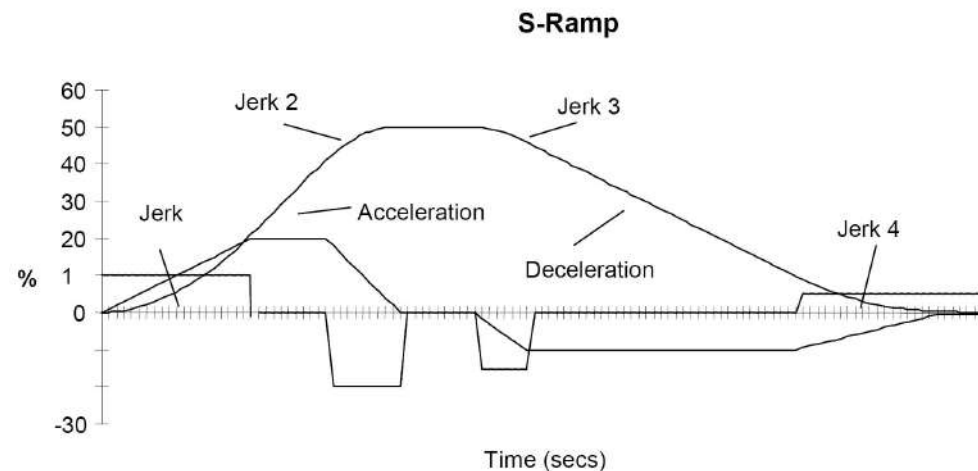 S-Ramp
60
Jerk 2
Jerk 3
50
40
30
Jerk
Acceleration
20
Jerk 4
% 1
Deceleration
0
-30
Time (secs)